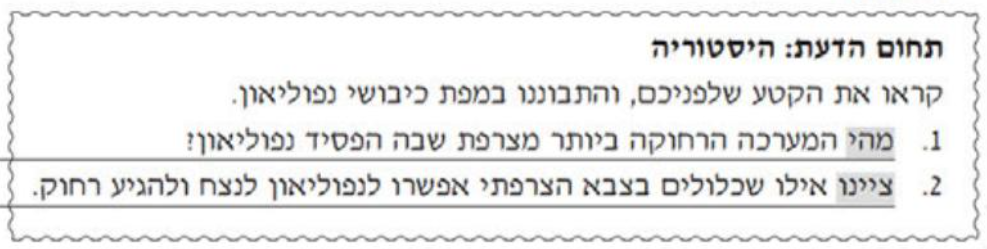 תחום הדעת: היסטוריה
קראו את הקטע שלפניכם, והתבוננו במפת כיבושי נפוליאון.
1. מהי המערכה הרחוקה ביותר מצרפת שבה הפסיד נפוליאון?
2. ציינו אילו שכלולים בצבא הצרפתי אפשרו לנפוליאון לנצח ולהגיע רחוק.